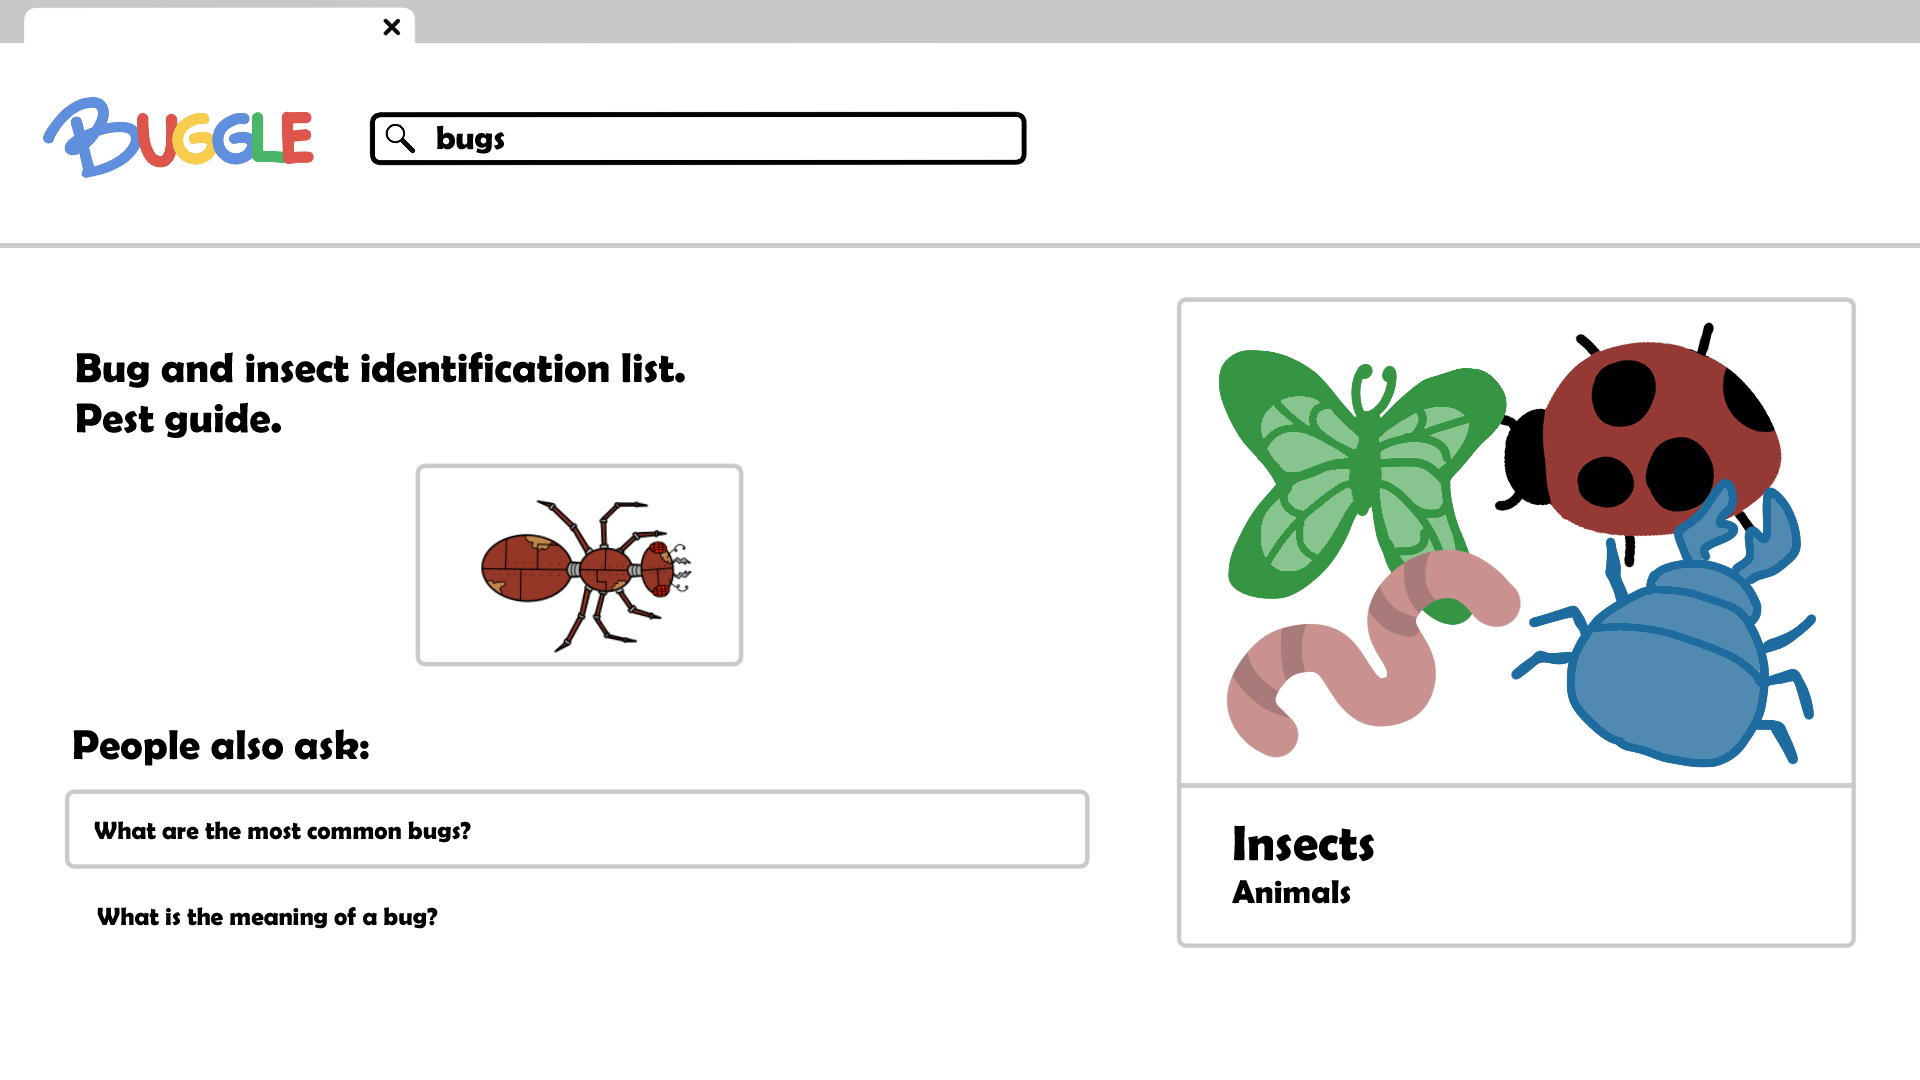 BUGGLE
bugs
Bug and insect identification list.
Pest guide.
People also ask:
What are the most common bugs?
What is the meaning of a bug?
Insects
Animals